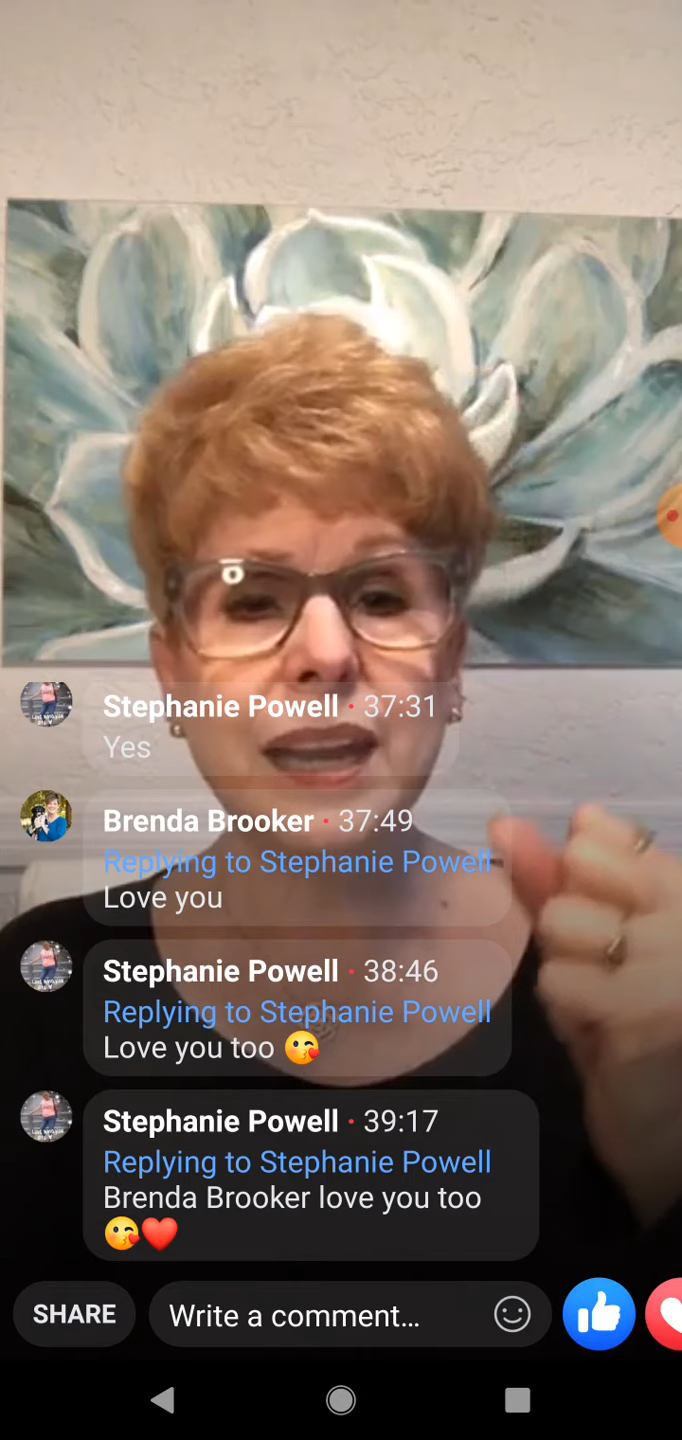 Stephanie Powell · 37:31
Yes
Brenda Brooker · 37:49
Replying to Stephanie Powell
Love you
Stephanie Powell · 38:46
Replying to Stephanie Powell
Love you too 😘
Stephanie Powell · 39:17
Replying to Stephanie Powell
Brenda Brooker love you too
😘❤️
SHARE
Write a comment...